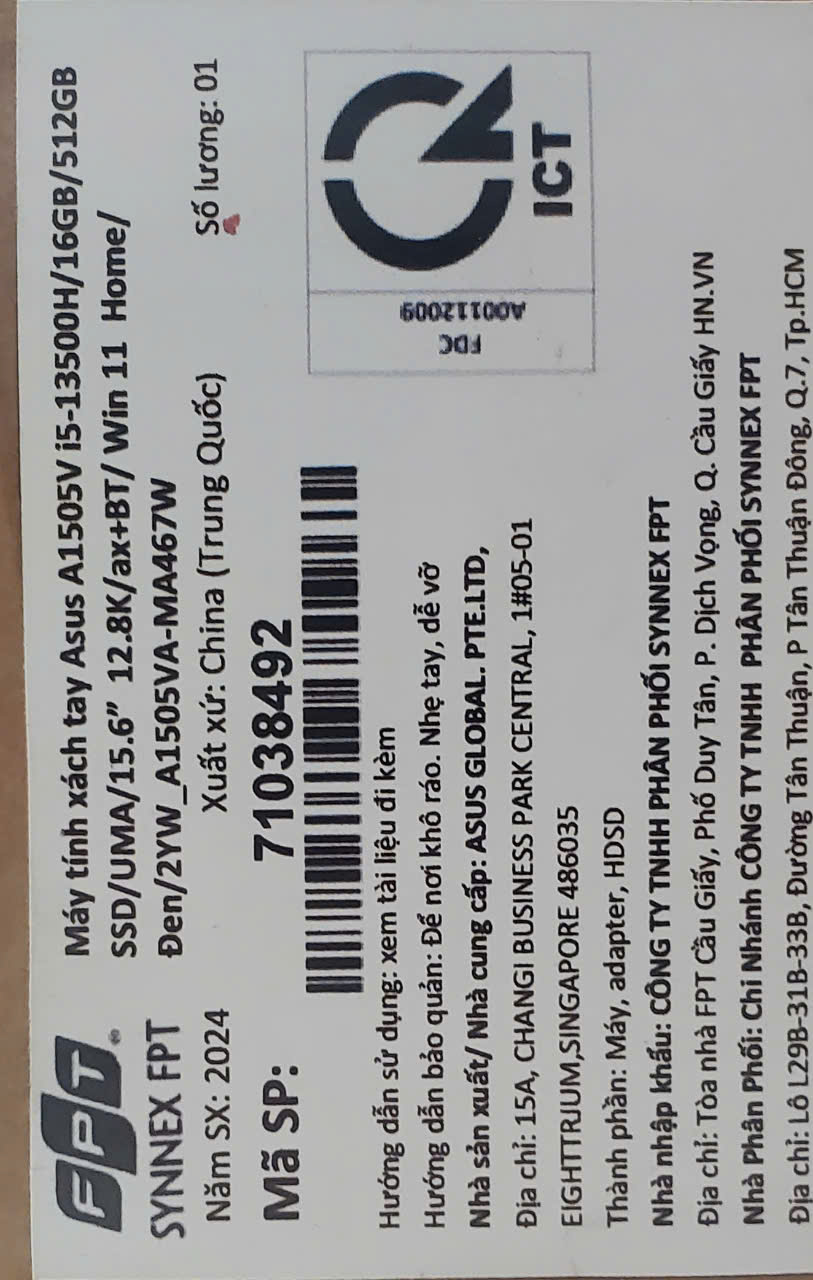 FPT
SYNNEX FPT
Máy tính xách tay Asus A1505V i5-13500H/16GB/512GB
SSD/UMA/15.6” 12.8K/ax+BT/ Win 11 Home/
Đen/2YW_A1505VA-MA467W
Năm SX: 2024 Xuất xứ: China (Trung Quốc) Số lương: 01
Mã SP: 71038492
ICT
FDC
A00112009
Hướng dẫn sử dụng: xem tài liệu đi kèm
Hướng dẫn bảo quản: Để nơi khô ráo. Nhẹ tay, dễ vỡ
Nhà sản xuất/ Nhà cung cấp: ASUS GLOBAL. PTE.LTD,
Địa chỉ: 15A, CHANGI BUSINESS PARK CENTRAL, 1#05-01
EIGHTTRJUM,SINGAPORE 486035
Thành phần: Máy, adapter, HDSD
Nhà nhập khẩu: CÔNG TY TNHH PHÂN PHỐI SYNNEX FPT
Địa chỉ: Tòa nhà FPT Cầu Giấy, Phố Duy Tân, P. Dịch Vọng, Q. Cầu Giấy HN.VN
Nhà Phân Phối: Chi Nhánh CÔNG TY TNHH PHÂN PHỐI SYNNEX FPT
Địa chỉ: Lô L29B-31B-33B, Đường Tân Thuận, P Tân Thuận Đông, Q.7, Tp.HCM